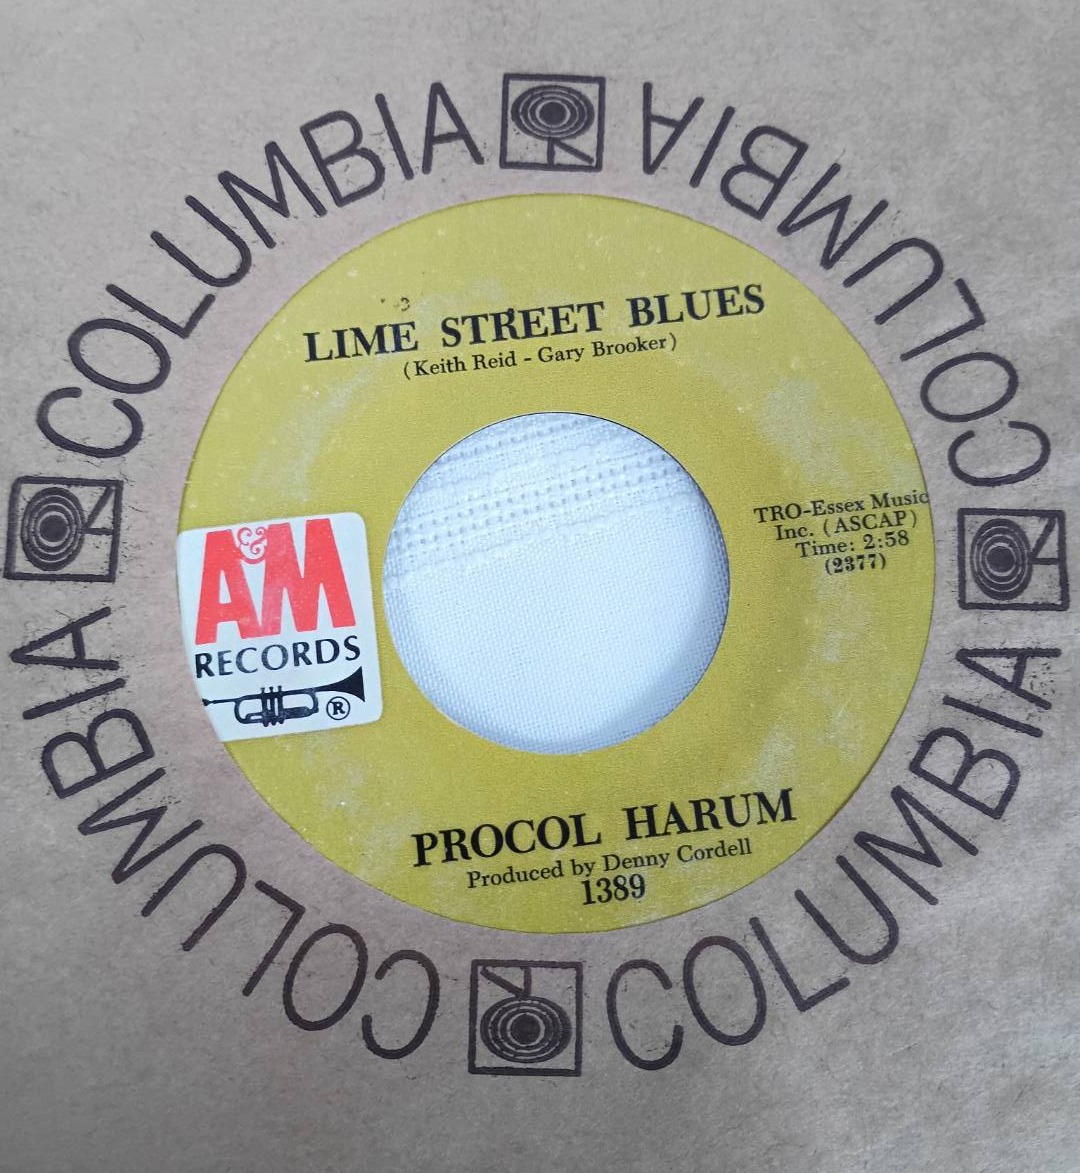 COLUMBIA
COLUMBIA
COLUMBIA
COLUMBIA
LIME STREET BLUES
(Keith Reid - Gary Brooker)
TRO-Essex Music
Inc. (ASCAP)
Time: 2:58
(2377)
A&M
RECORDS
®
PROCOL HARUM
Produced by Denny Cordell
1389